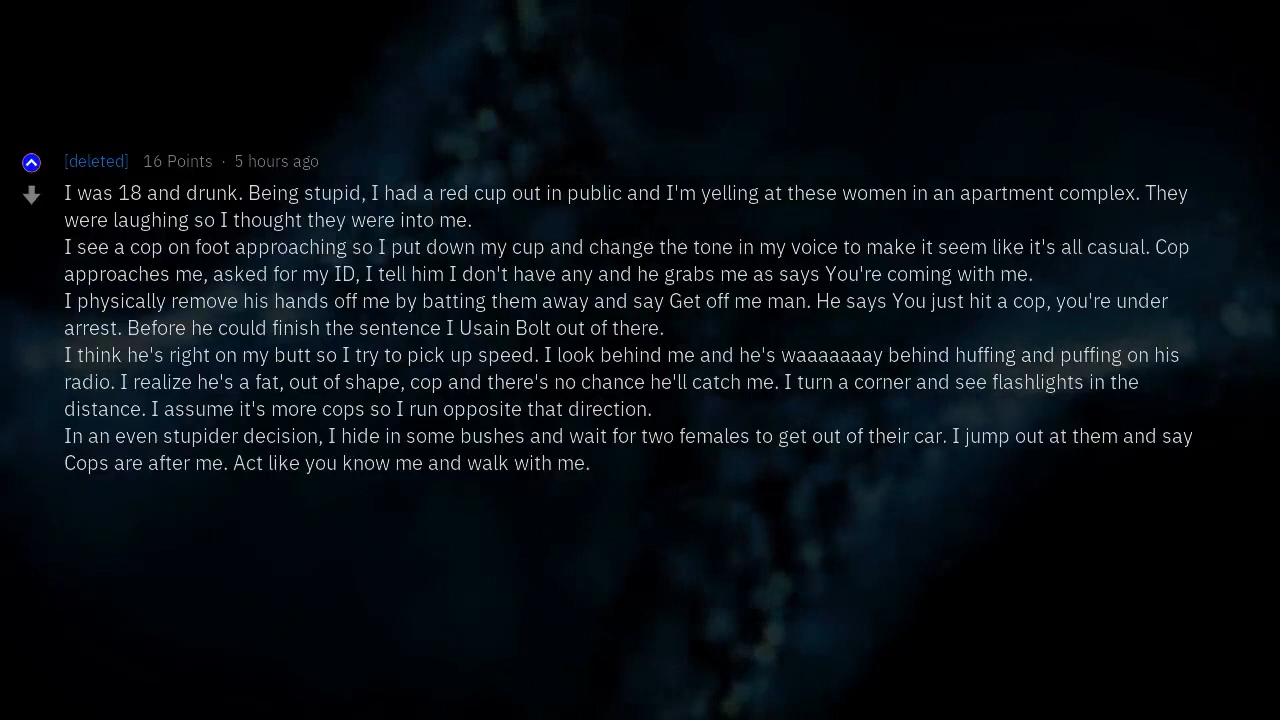 [deleted] 16 Points · 5 hours ago
I was 18 and drunk. Being stupid, I had a red cup out in public and I'm yelling at these women in an apartment complex. They
were laughing so I thought they were into me.
I see a cop on foot approaching so I put down my cup and change the tone in my voice to make it seem like it's all casual. Cop
approaches me, asked for my ID, I tell him I don't have any and he grabs me as says You're coming with me.
I physically remove his hands off me by batting them away and say Get off me man. He says You just hit a cop, you're under
arrest. Before he could finish the sentence I Usain Bolt out of there.
I think he's right on my butt so I try to pick up speed. I look behind me and he's waaaaaaay behind huffing and puffing on his
radio. I realize he's a fat, out of shape, cop and there's no chance he'll catch me. I turn a corner and see flashlights in the
distance. I assume it's more cops so I run opposite that direction.
In an even stupider decision, I hide in some bushes and wait for two females to get out of their car. I jump out at them and say
Cops are after me. Act like you know me and walk with me.